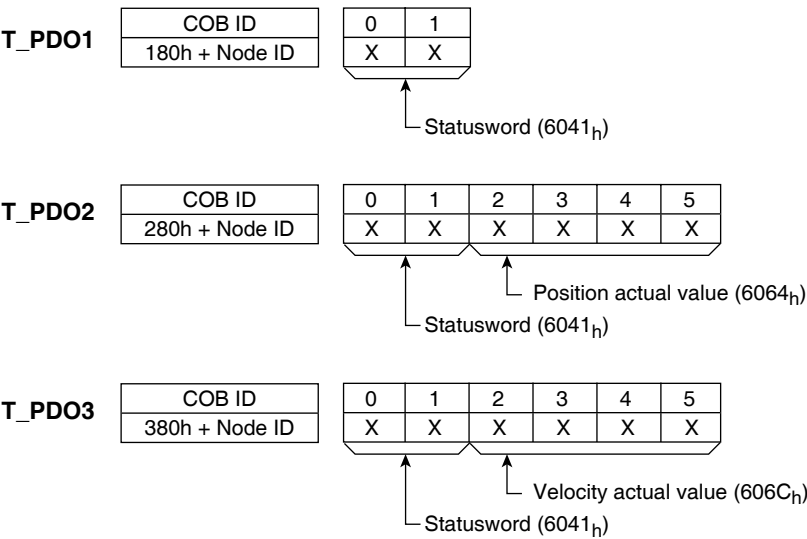 T_PDO1
COB ID 0 1
180h + Node ID X X
Statusword (6041h)
T_PDO2
COB ID 0 1 2 3 4 5
280h + Node ID X X X X X X
Position actual value (6064h)
Statusword (6041h)
T_PDO3
COB ID 0 1 2 3 4 5
380h + Node ID X X X X X X
Velocity actual value (606Ch)
Statusword (6041h)